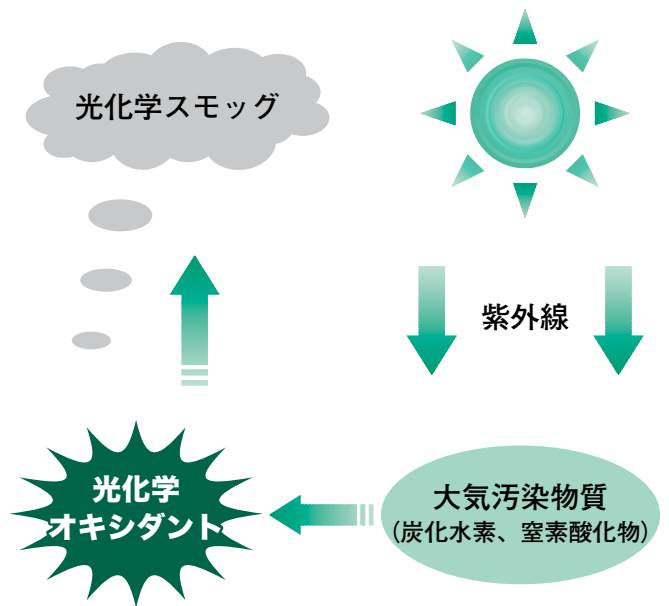 光化学スモッグ
紫外線
大気汚染物質
(炭化水素、窒素酸化物)
光化学
オキシダント